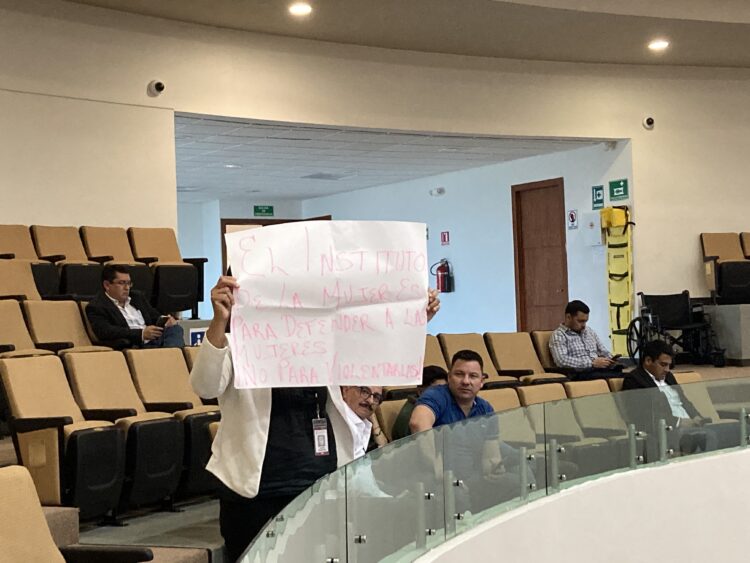 El Instituto
De la Mujeres
Para Defender a las
Mujeres
¡No Para Violentarlas!